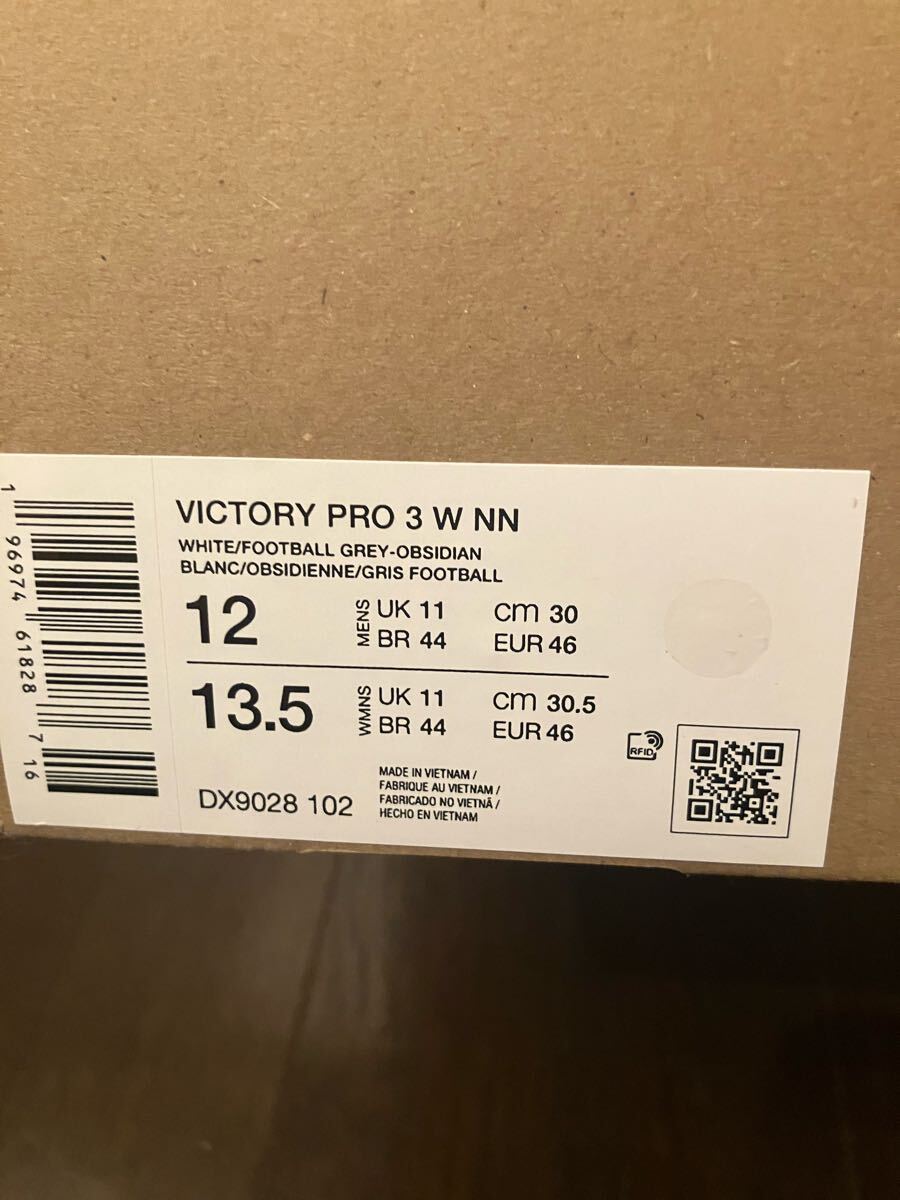 VICTORY PRO 3 W NN
WHITE/FOOTBALL GREY-OBSIDIAN
BLANC/OBSIDIENNE/GRIS FOOTBALL
12 MENS UK 11 cm 30
BR 44 EUR 46
13.5 WMNS UK 11 cm 30.5
BR 44 EUR 46
RFID
DX9028 102
MADE IN VIETNAM /
FABRIQUE AU VIETNAM /
FABRICADO NO VIETNÃ /
HECHO EN VIETNAM
1 96974 61828 7 16